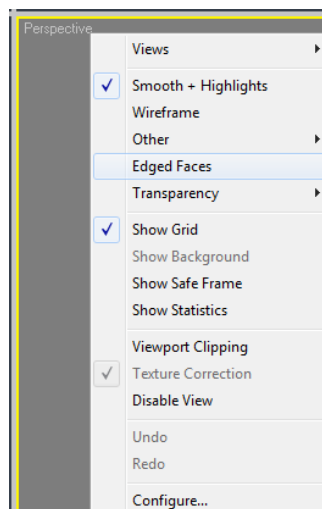 Perspective
Views
Smooth + Highlights
Wireframe
Other
Edged Faces
Transparency
Show Grid
Show Background
Show Safe Frame
Show Statistics
Viewport Clipping
Texture Correction
Disable View
Undo
Redo
Configure...